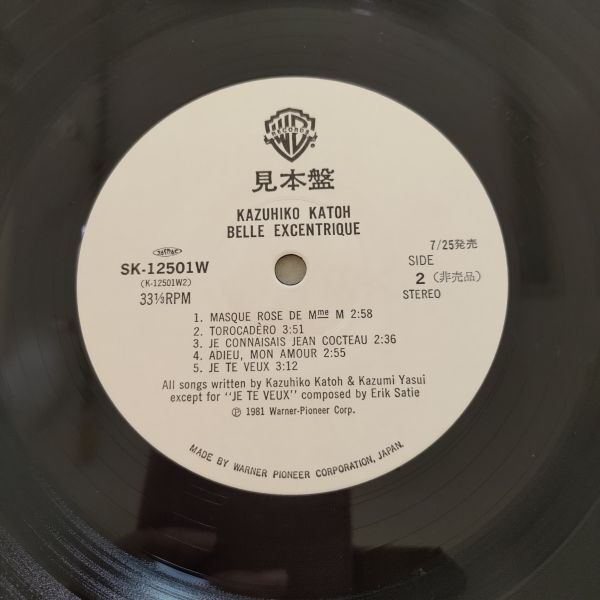 WB
RECORDS
®
見本盤
KAZUHIKO KATOH
BELLE EXCENTRIQUE
7/25発売
SK-12501W
(K-12501W2)
33⅓RPM
SIDE
2 (非売品)
STEREO
1. MASQUE ROSE DE Mme M 2:58
2. TOROCADÈRO 3:51
3. JE CONNAISAIS JEAN COCTEAU 2:36
4. ADIEU, MON AMOUR 2:55
5. JE TE VEUX 3:12
All songs written by Kazuhiko Katoh & Kazumi Yasui
except for "JE TE VEUX" composed by Erik Satie
Ⓟ 1981 Warner-Pioneer Corp.
MADE BY WARNER PIONEER CORPORATION, JAPAN.